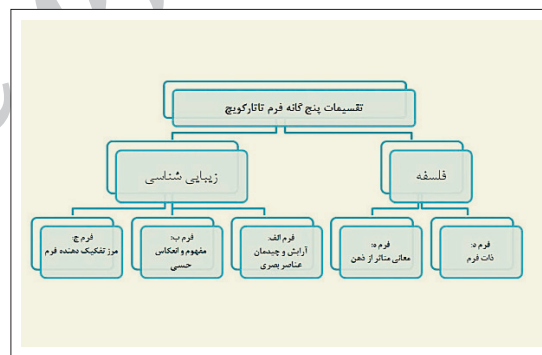 تقسیمات پنج گانه فرم تاتارکویچ
فلسفه
زیبایی شناسی
فرم د:
ذات فرم
فرم ه:
معانی متاثر از ذهن
فرم الف:
آرایش و چیدمان
عناصر بصری
فرم ب:
مفهوم و انعکاس
حسی
فرم ج:
مرز تفکیک دهنده فرم